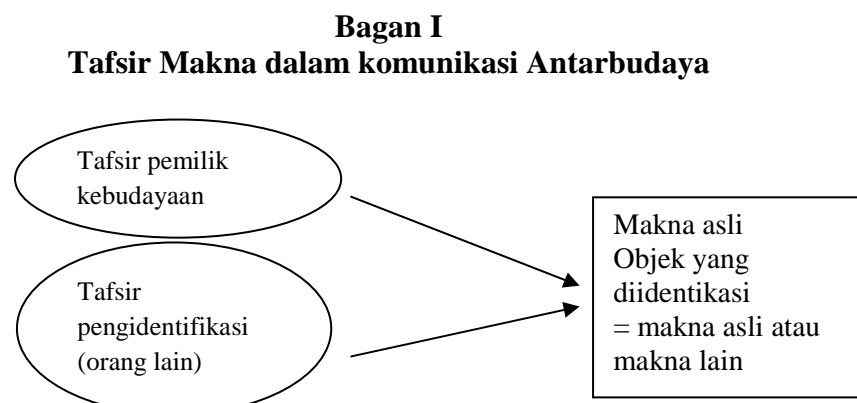 Bagan I
Tafsir Makna dalam komunikasi Antarbudaya
Tafsir pemilik
kebudayaan
Tafsir
pengidentifikasi
(orang lain)
Makna asli
Objek yang
diidentikasi
= makna asli atau
makna lain